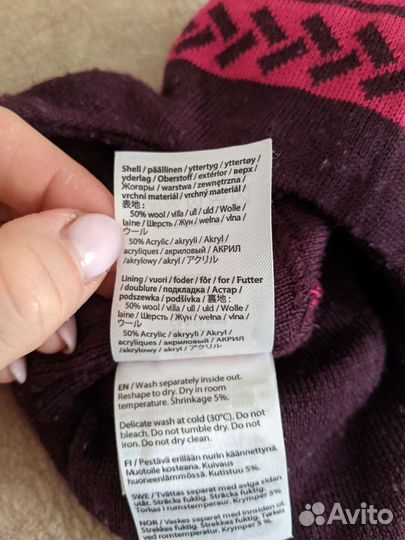 Shell / päällinen / yttertyg / yttertøy /
yderlag / Oberstoff / extérior / верх /
Жоғары / warstwa / zewnętrzna /
vrchní materiál / vrchný materiál /
表地 :
50% wool / villa / ull / uld / Wolle /
laine / Шерсть / Жүн / wełna / vlna /
ウール
50% Acrylic / akryyli / Akryl /
acryliques / акриловый / АКРИЛ
/akrylowy / akryl / アクリル
Lining / vuori / foder / fôr / for / Futter
/ doublure / подкладка / Астар /
podszewka / podšívka / 裏地 :
50% wool / villa / ull / uld / Wolle /
laine / Шерсть / Жүн / wełna / vlna /
ウール
50% Acrylic / akryyli / Akryl /
acryliques / акриловый / АКРИЛ
/akrylowy / akryl / アクリル
EN / Wash separately inside out.
Reshape to dry. Dry in room
temperature. Shrinkage 5%.
Delicate wash at cold (30°C). Do not
bleach. Do not tumble dry. Do not
iron. Do not dry clean.
FI / Pestävä erillään nurin käännettynä.
Muotoile kosteana. Kuivaus
huoneenlämmössä. Kutistuu 5%.
SWE / Tvättas separat med aviga sidan
utåt. Sträcks fuktig. Torkas i
rumstemperatur. Krymper 5%
NOR / Vaskes separat med innsiden ut.
Strekkes fuktig. Torkes
Krymper 5 %
Avito